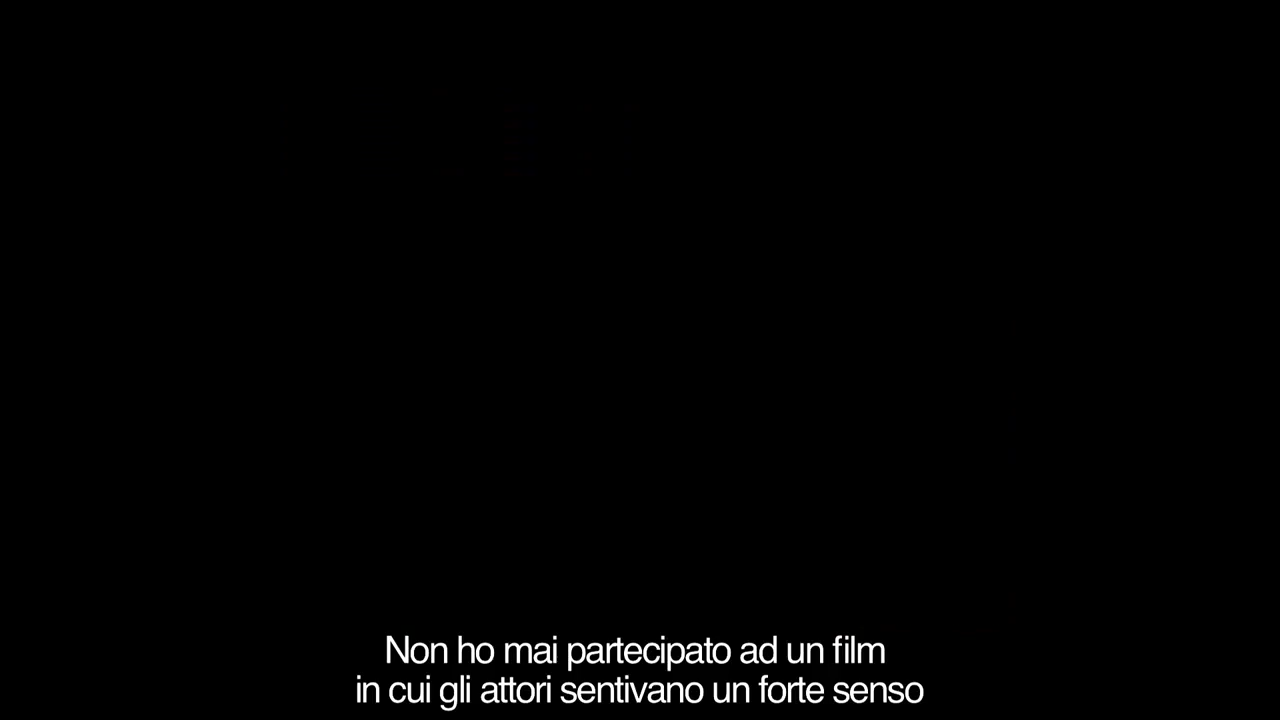 Non ho mai partecipato ad un film
in cui gli attori sentivano un forte senso